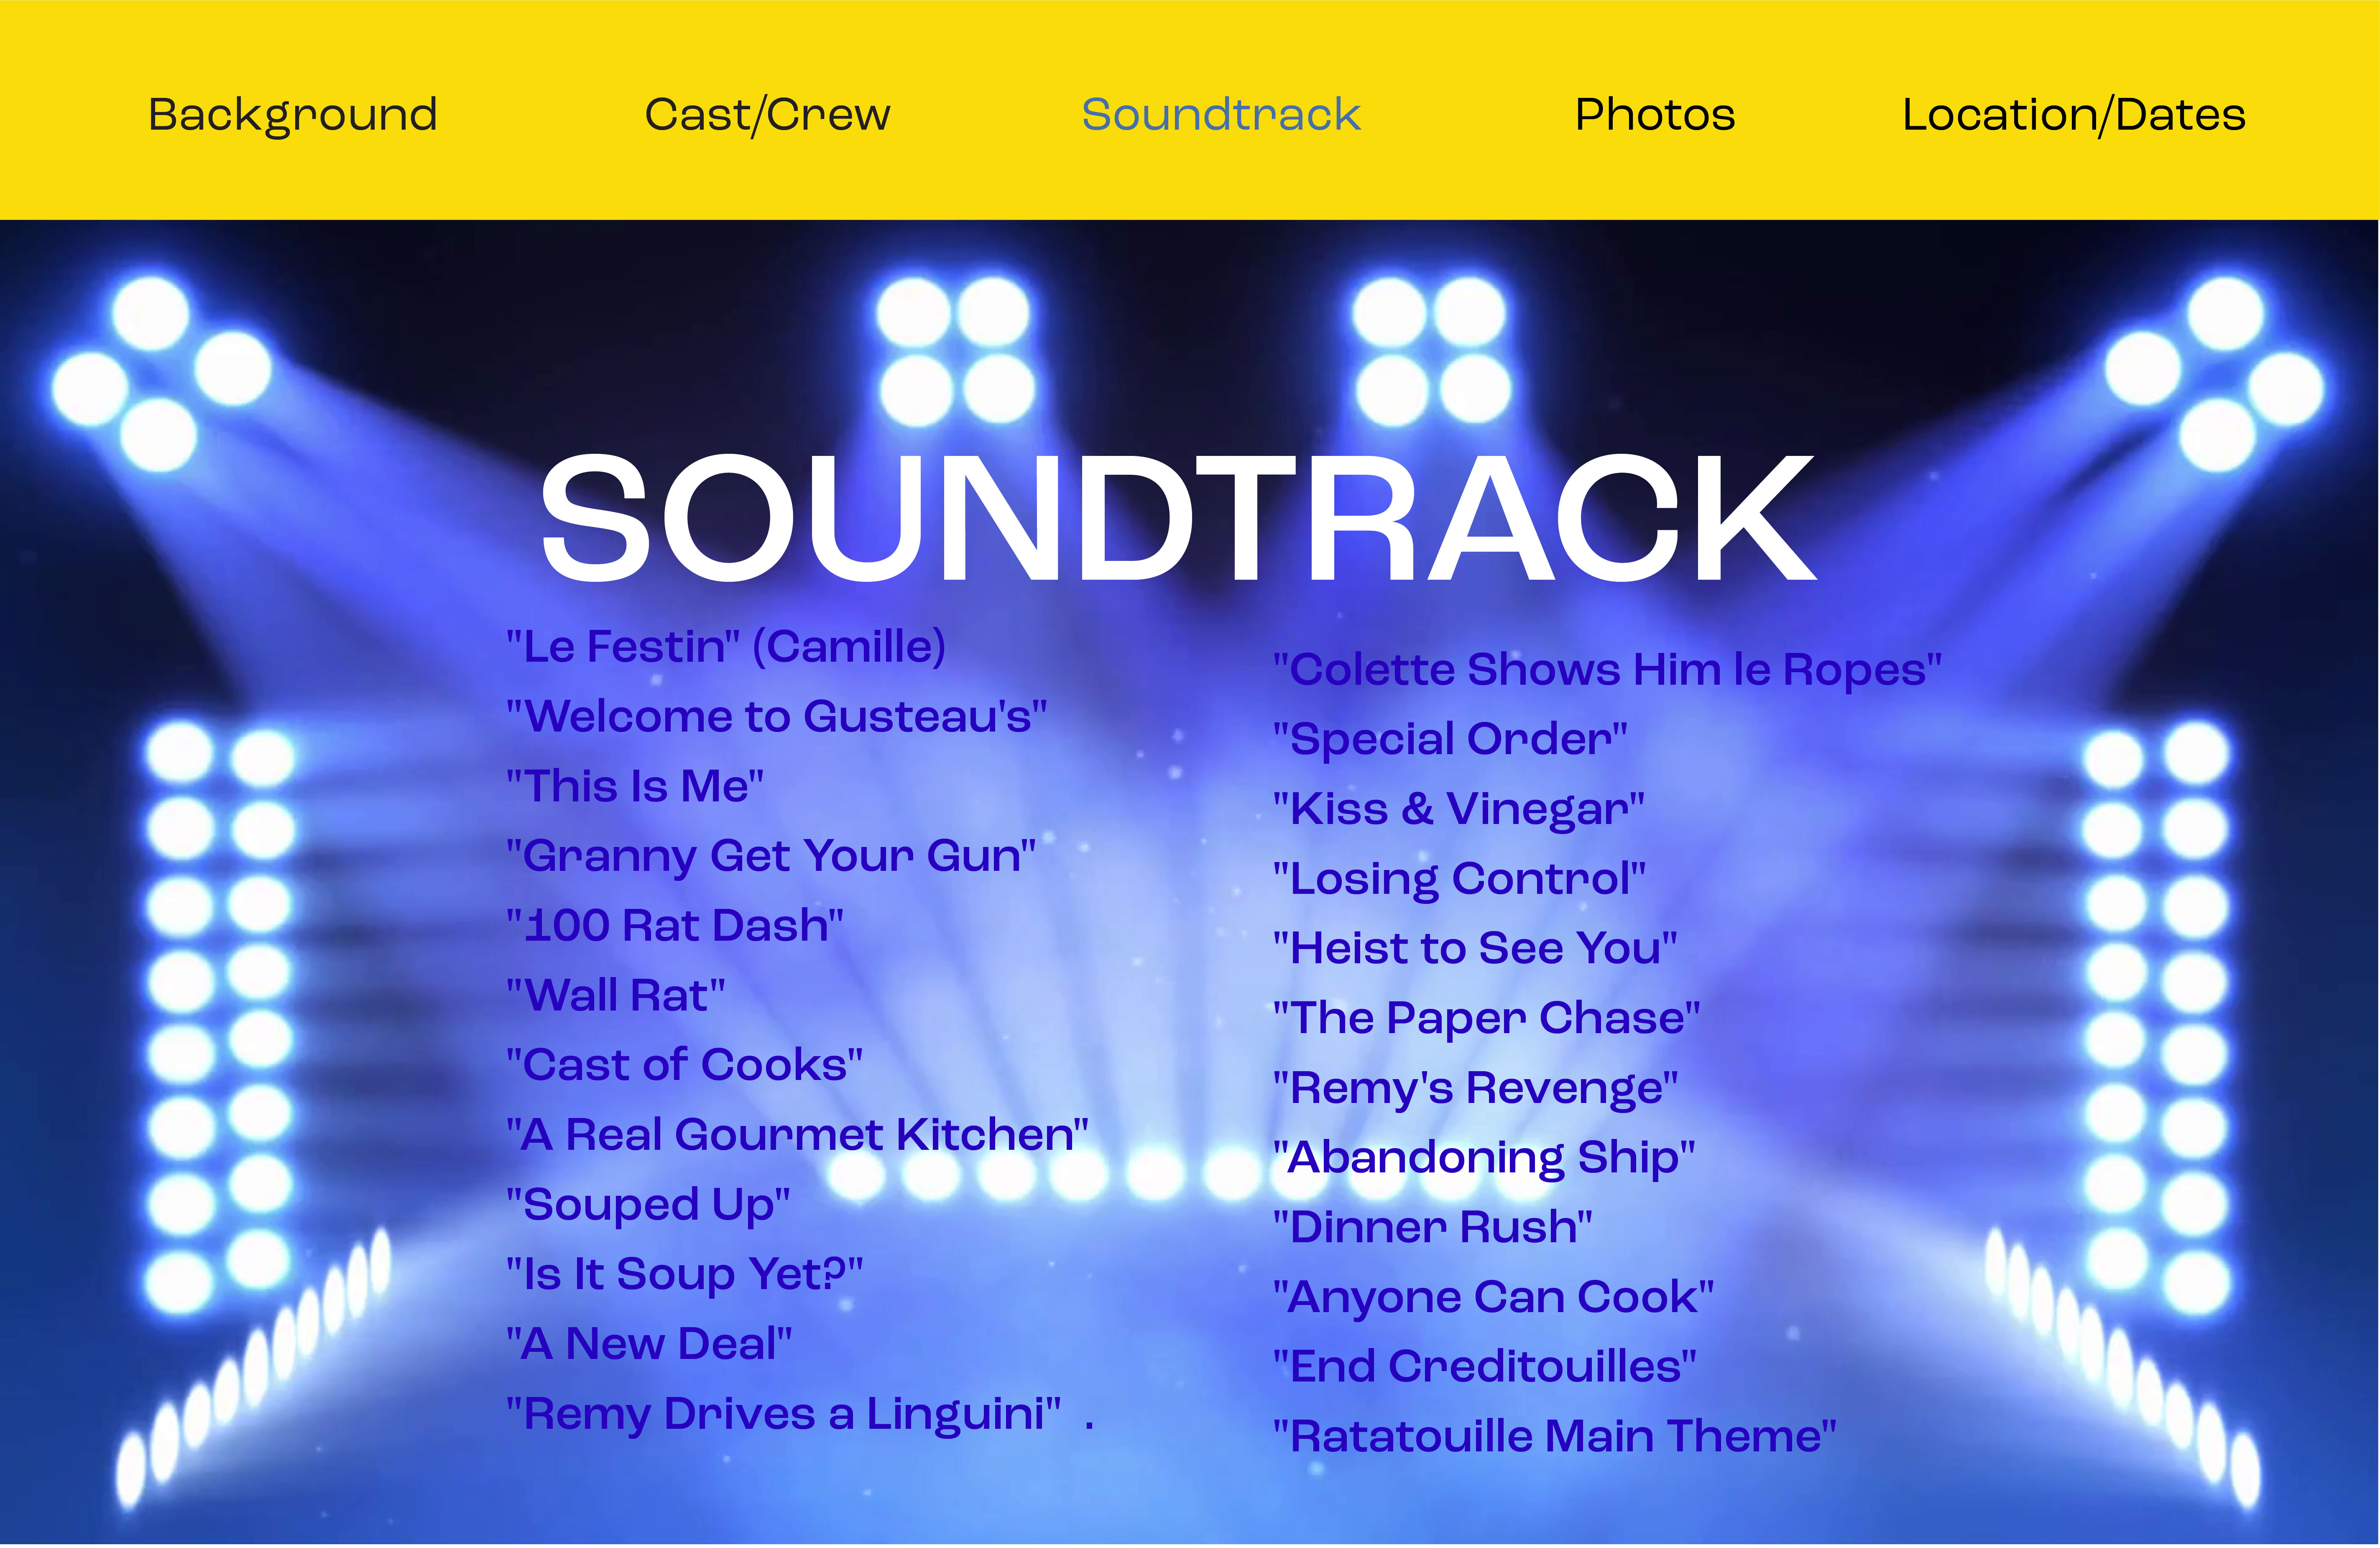 Background Cast/Crew Soundtrack Photos Location/Dates
SOUNDTRACK
"Le Festin" (Camille)
"Welcome to Gusteau's"
"This Is Me"
"Granny Get Your Gun"
"100 Rat Dash"
"Wall Rat"
"Cast of Cooks"
"A Real Gourmet Kitchen"
"Souped Up"
"Is It Soup Yet?"
"A New Deal"
"Remy Drives a Linguini" .
"Colette Shows Him le Ropes"
"Special Order"
"Kiss & Vinegar"
"Losing Control"
"Heist to See You"
"The Paper Chase"
"Remy's Revenge"
"Abandoning Ship"
"Dinner Rush"
"Anyone Can Cook"
"End Creditouilles"
"Ratatouille Main Theme"